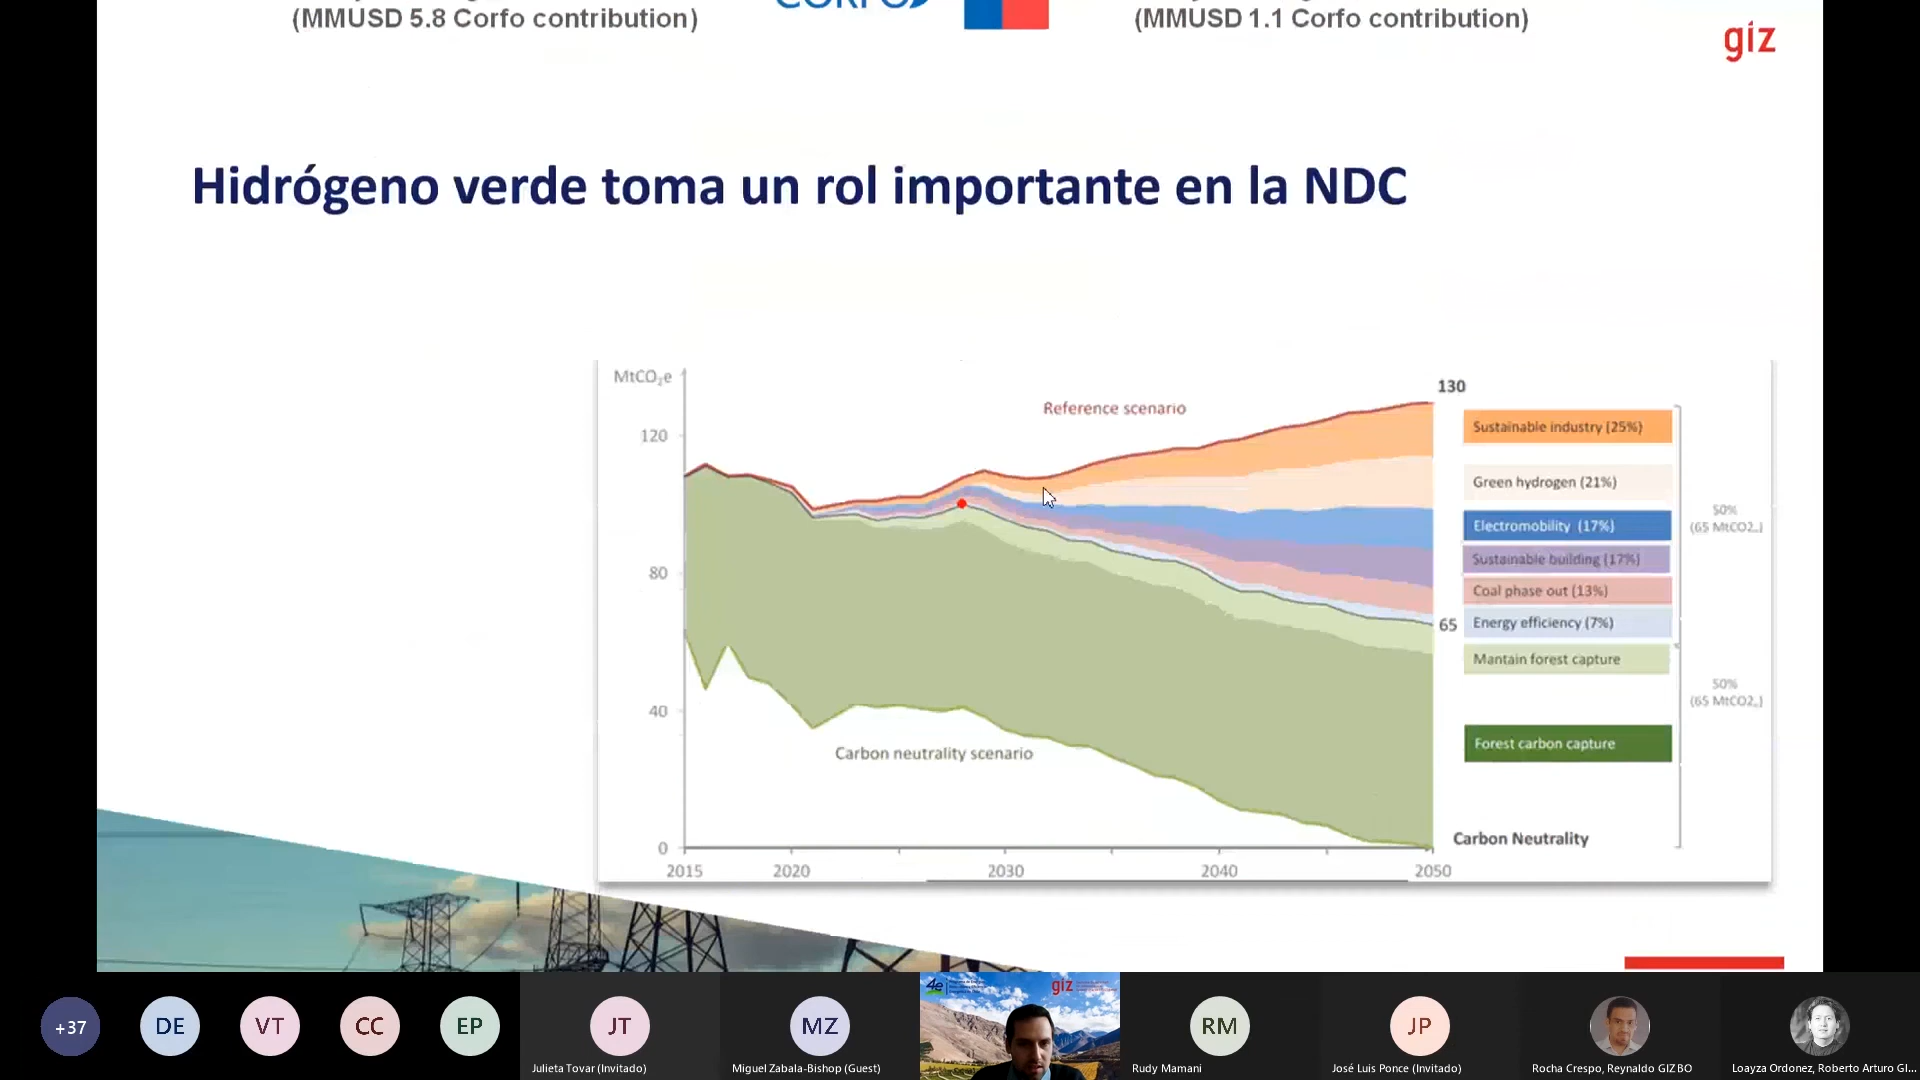 (MMUSD 5.8 Corfo contribution)
CORFO
(MMUSD 1.1 Corfo contribution)
giz
Hidrógeno verde toma un rol importante en la NDC
MtCO₂e
120
80
40
0
2015
2020
2030
2040
2050
Reference scenario
Carbon neutrality scenario
130
65
Sustainable industry (25%)
Green hydrogen (21%)
Electromobility (17%)
Sustainable building (17%)
Coal phase out (13%)
Energy efficiency (7%)
Mantain forest capture
Forest carbon capture
Carbon Neutrality
50%
50%
+37
DE
VT
CC
EP
JT
Julieta Tovar (Invitado)
MZ
Miguel Zabala-Bishop (Guest)
4e
giz
RM
Rudy Mamani
JP
José Luis Ponce (Invitado)
Rocha Crespo, Reynaldo GIZ BO
Loayza Ordonez, Roberto Arturo GI...